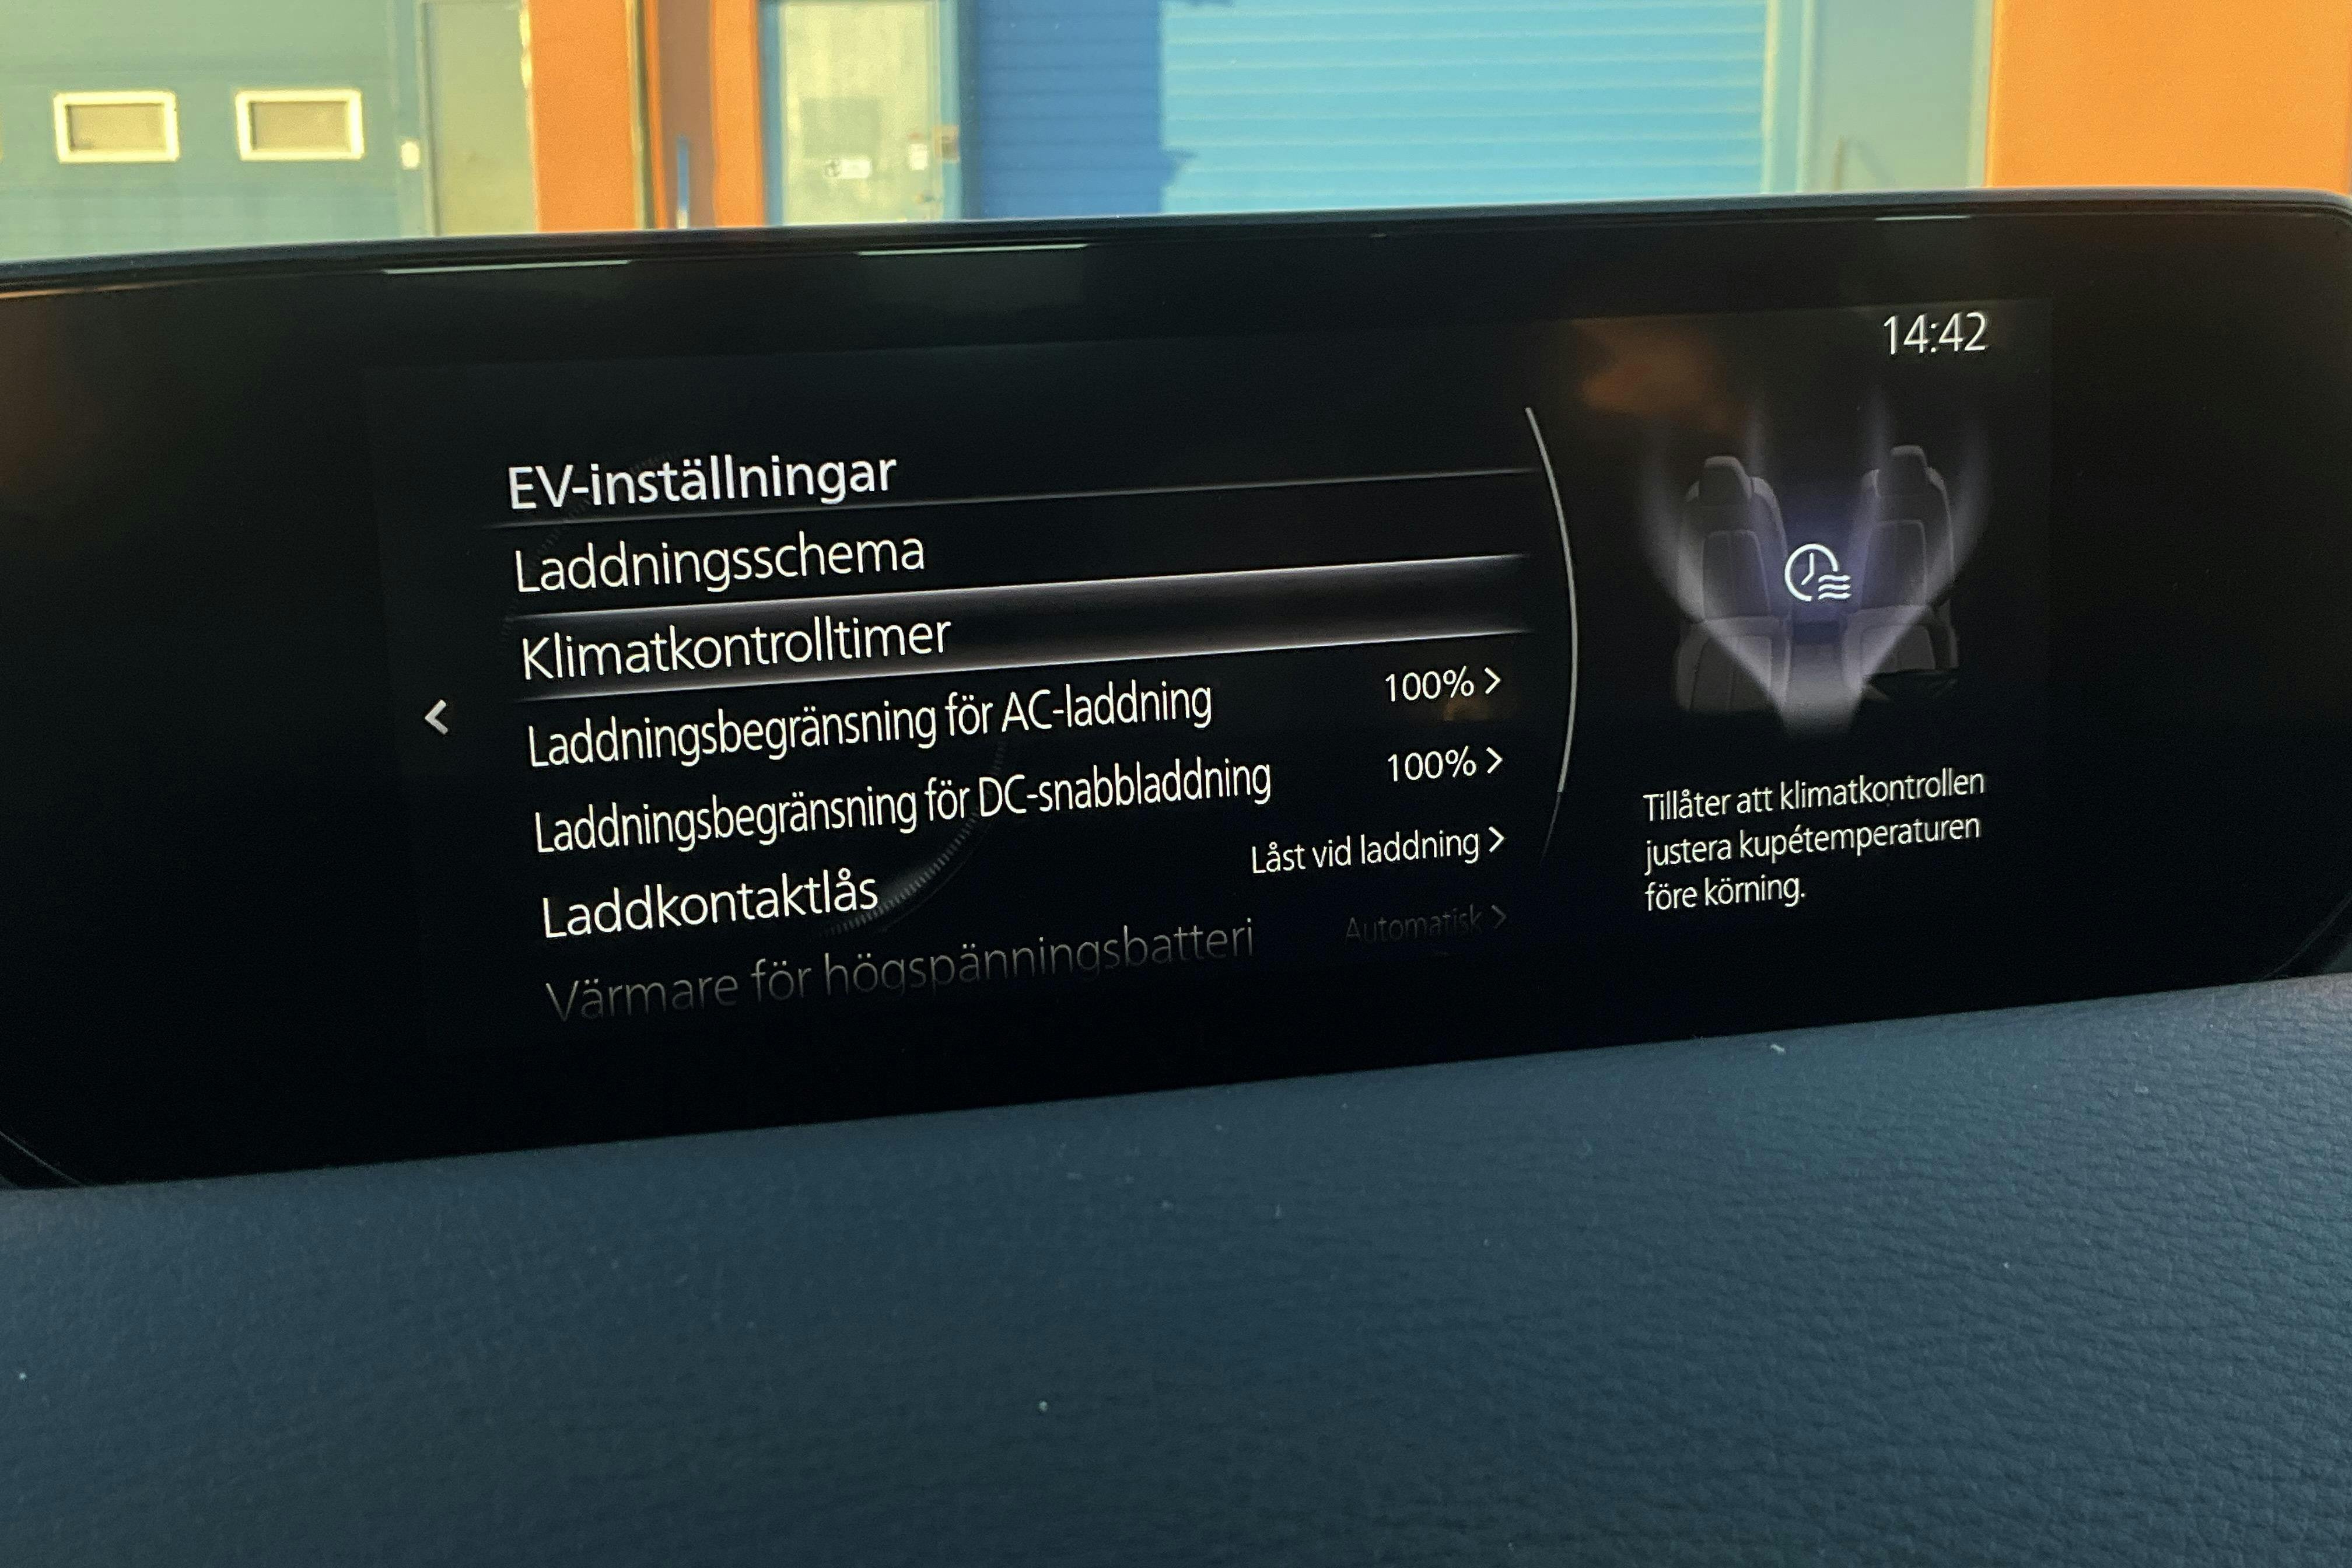 14:42
EV-inställningar
Laddningsschema
Klimatkontrolltimer
Laddningsbegränsning för AC-laddning 100% >
Laddningsbegränsning för DC-snabbladdning 100% >
Laddkontaktlås Låst vid laddning >
Värmare för högspänningsbatteri Automatisk >
Tillåter att klimatkontrollen
justera kupétemperaturen
före körning.